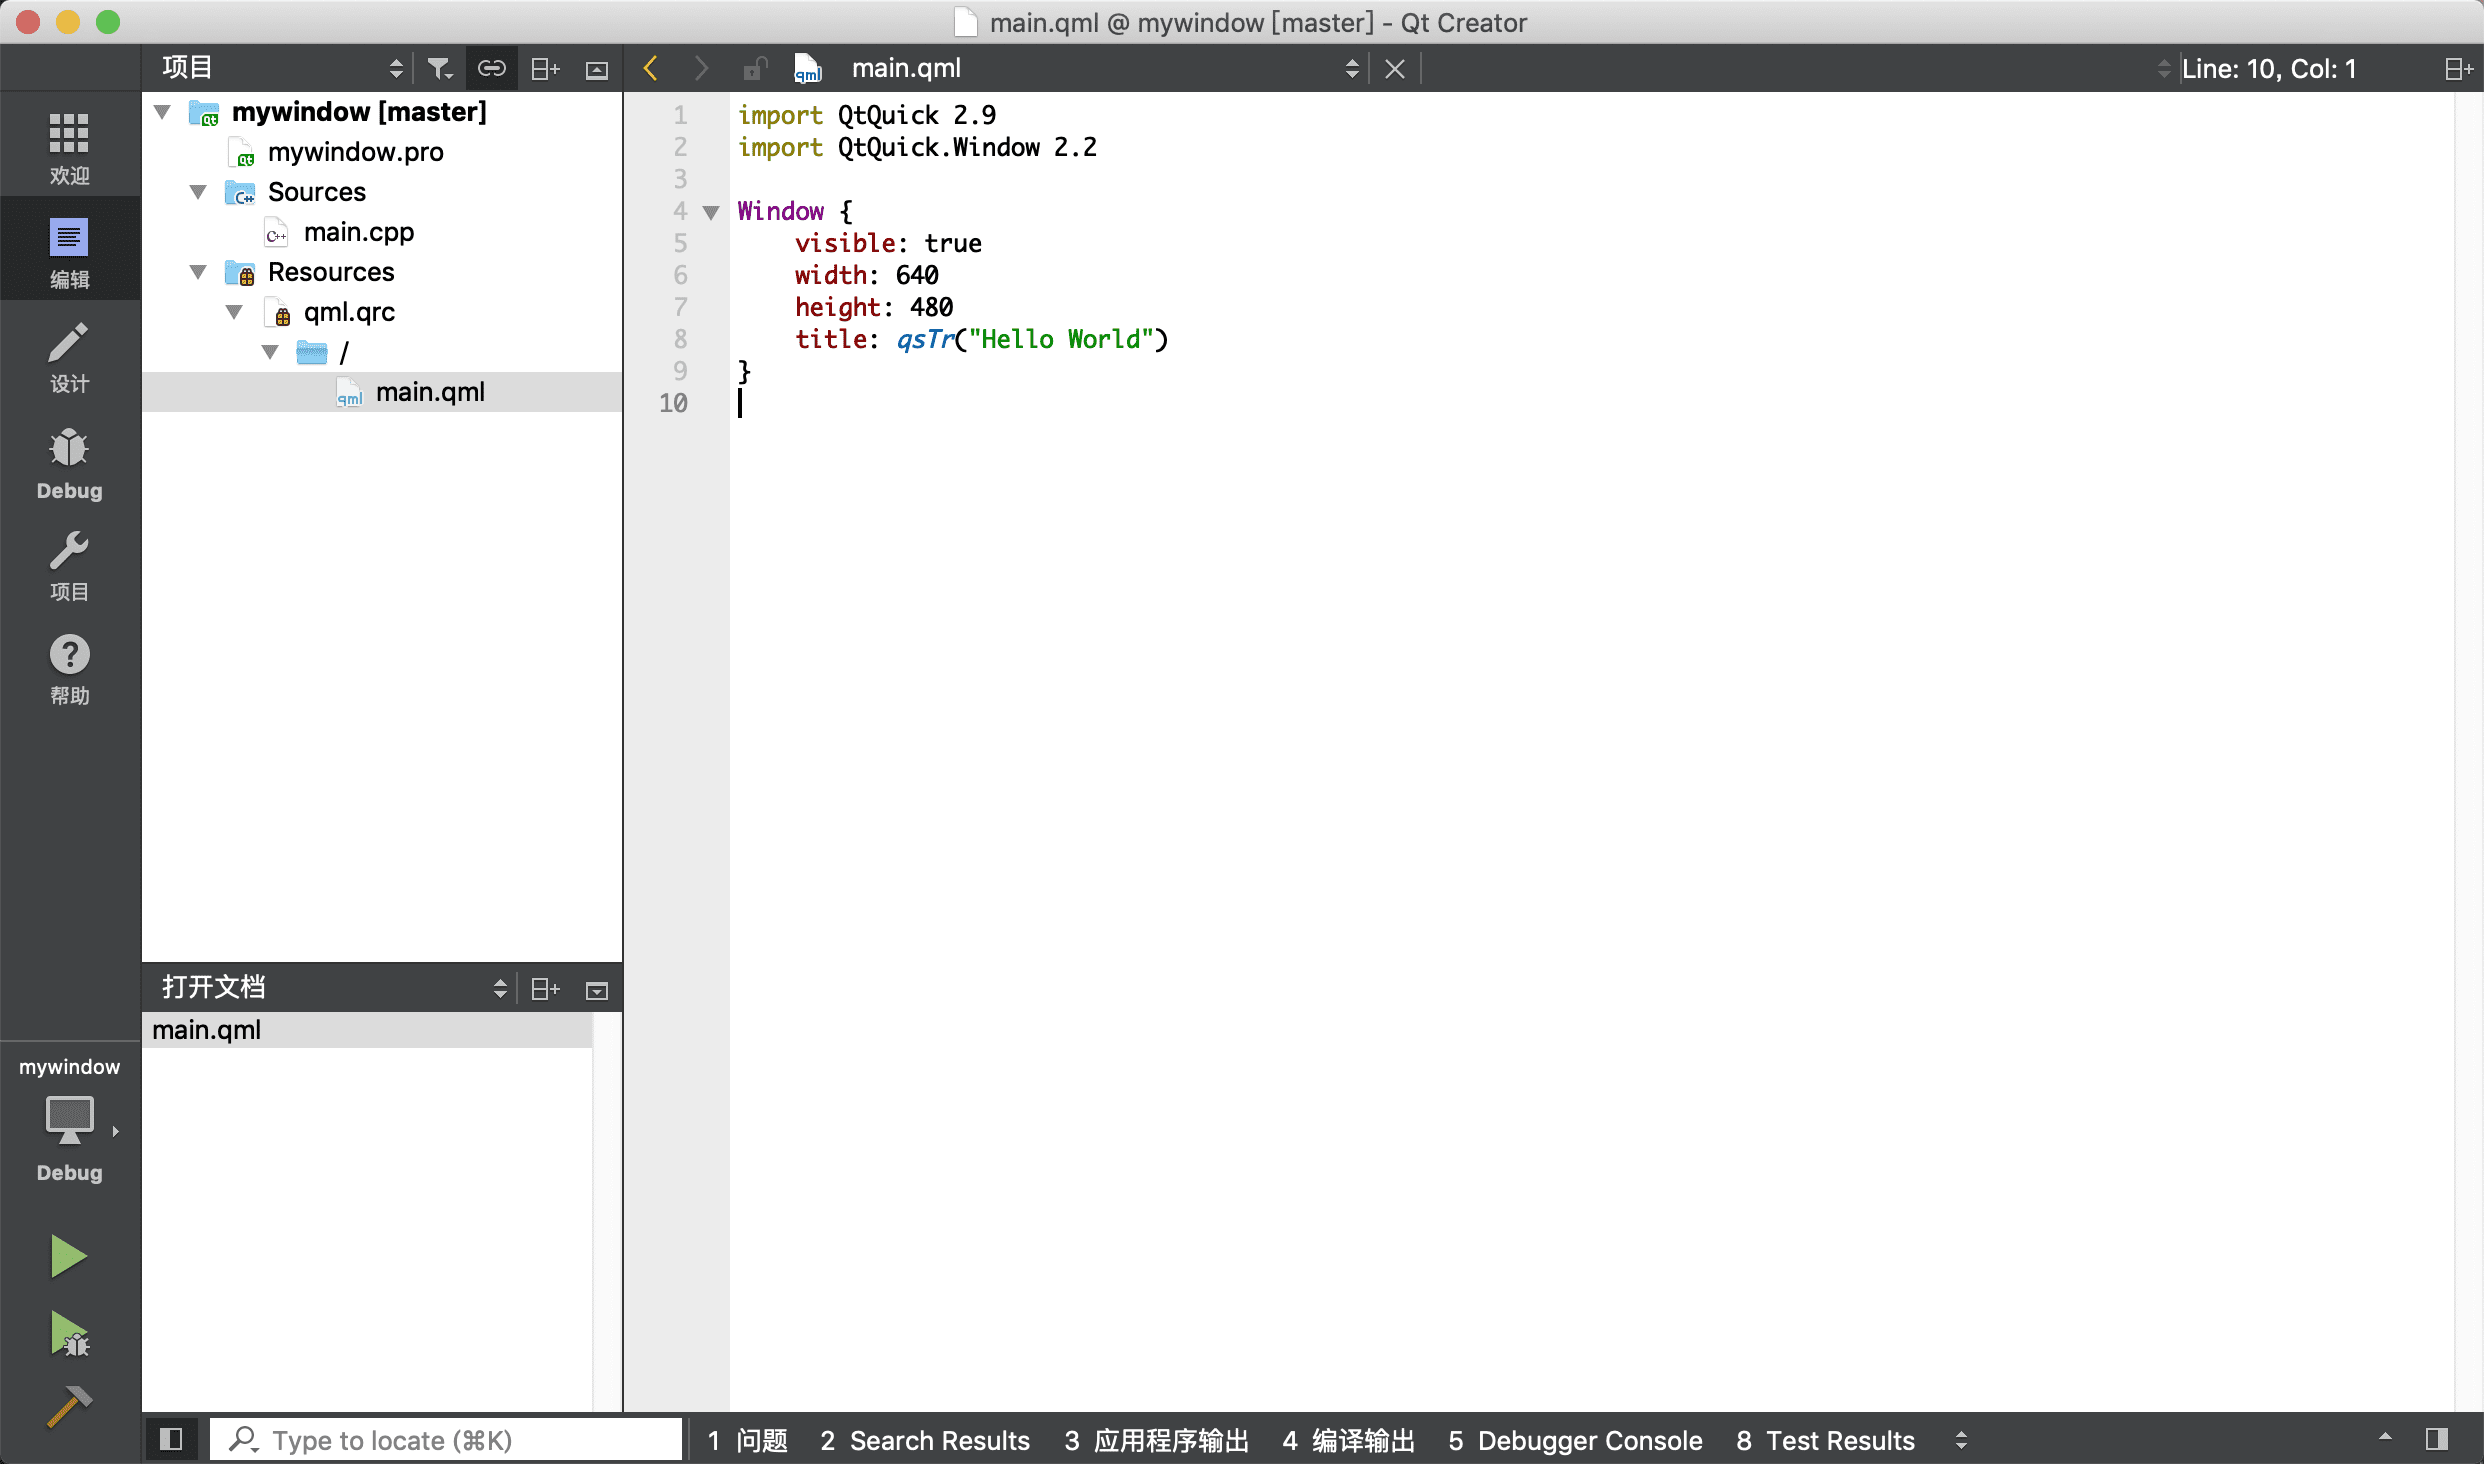 main.qml @ mywindow [master] - Qt Creator
项目
main.qml
Line: 10, Col: 1
欢迎
编辑
设计
Debug
项目
帮助
mywindow
Debug
mywindow [master]
mywindow.pro
Sources
main.cpp
Resources
qml.qrc
/
main.qml
打开文档
main.qml
1 import QtQuick 2.9
2 import QtQuick.Window 2.2
3
4 Window {
5     visible: true
6     width: 640
7     height: 480
8     title: qsTr("Hello World")
9 }
10
Type to locate (⌘K)
1 问题 2 Search Results 3 应用程序输出 4 编译输出 5 Debugger Console 8 Test Results